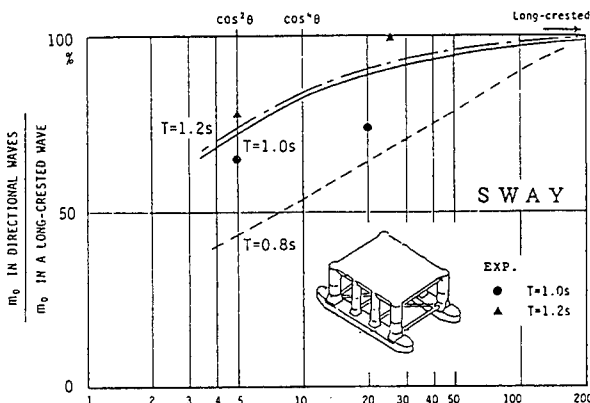 cos²θ cos⁴θ Long-crested
100
%
50
0
m₀ IN DIRECTIONAL WAVES
m₀ IN A LONG-CRESTED WAVE
T=1.2s
T=1.0s
T=0.8s
SWAY
EXP.
● T=1.0s
▲ T=1.2s
1 2 3 4 5 10 20 30 40 50 100 200